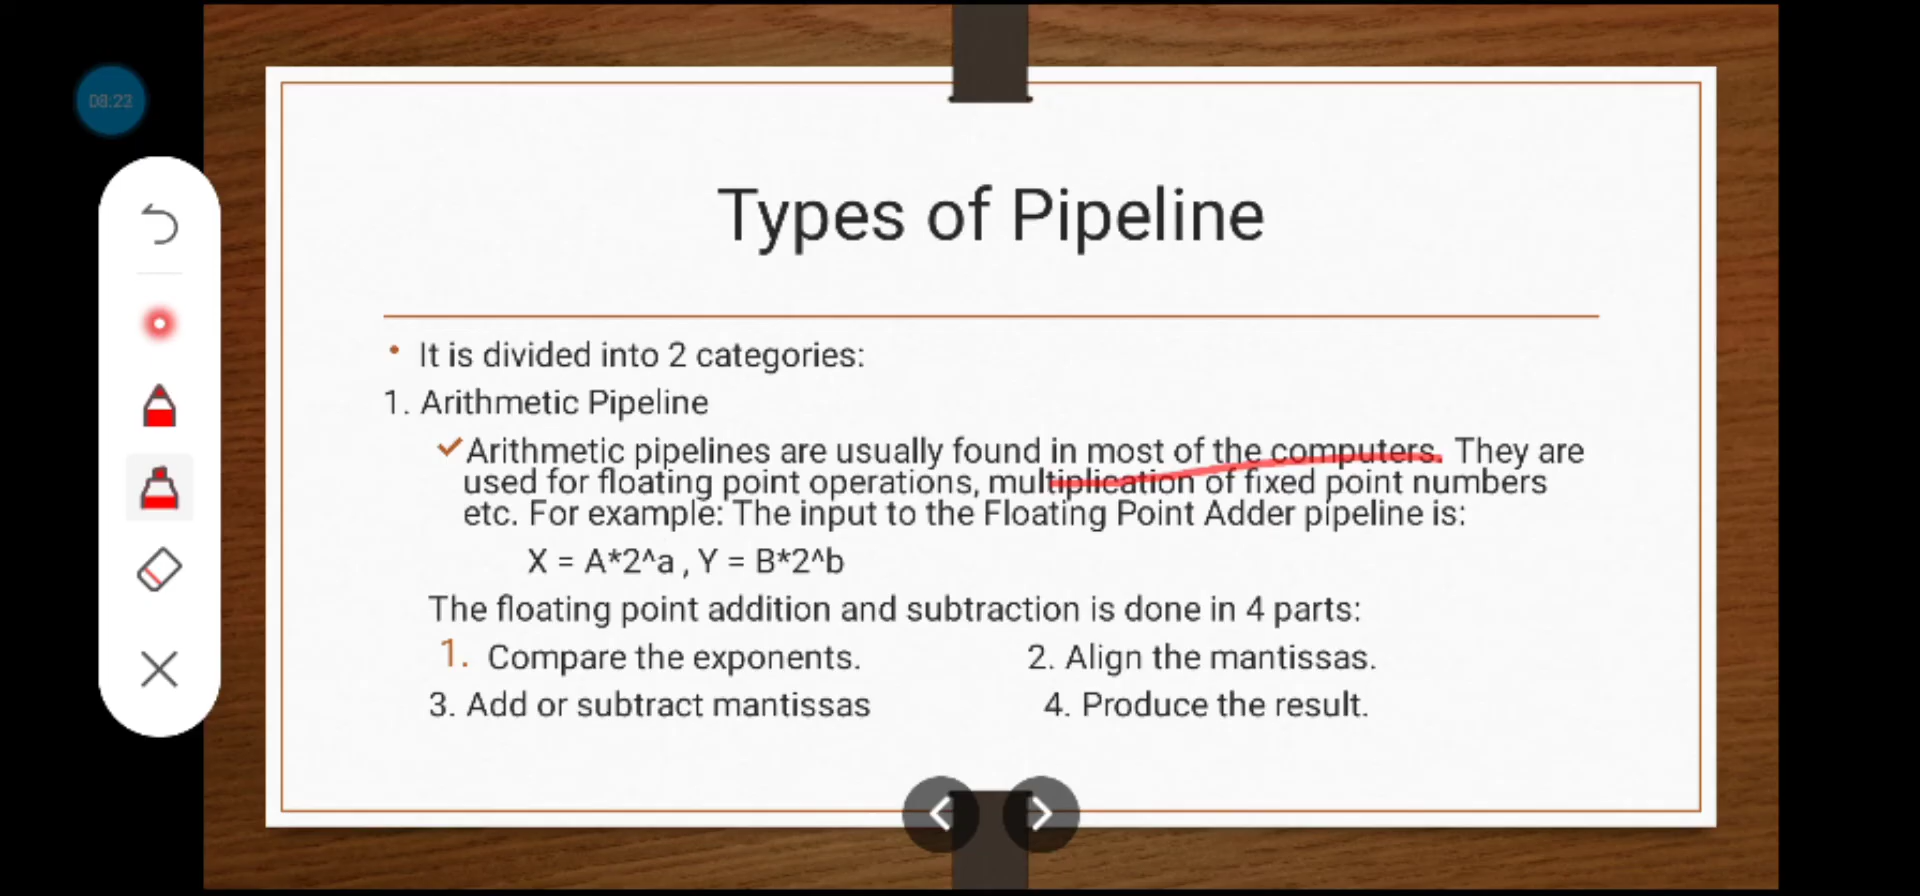 08:23
Types of Pipeline
• It is divided into 2 categories:
1. Arithmetic Pipeline
✓Arithmetic pipelines are usually found in most of the computers. They are
used for floating point operations, multiplication of fixed point numbers
etc. For example: The input to the Floating Point Adder pipeline is:
X = A*2^a , Y = B*2^b
The floating point addition and subtraction is done in 4 parts:
1. Compare the exponents. 2. Align the mantissas.
3. Add or subtract mantissas 4. Produce the result.